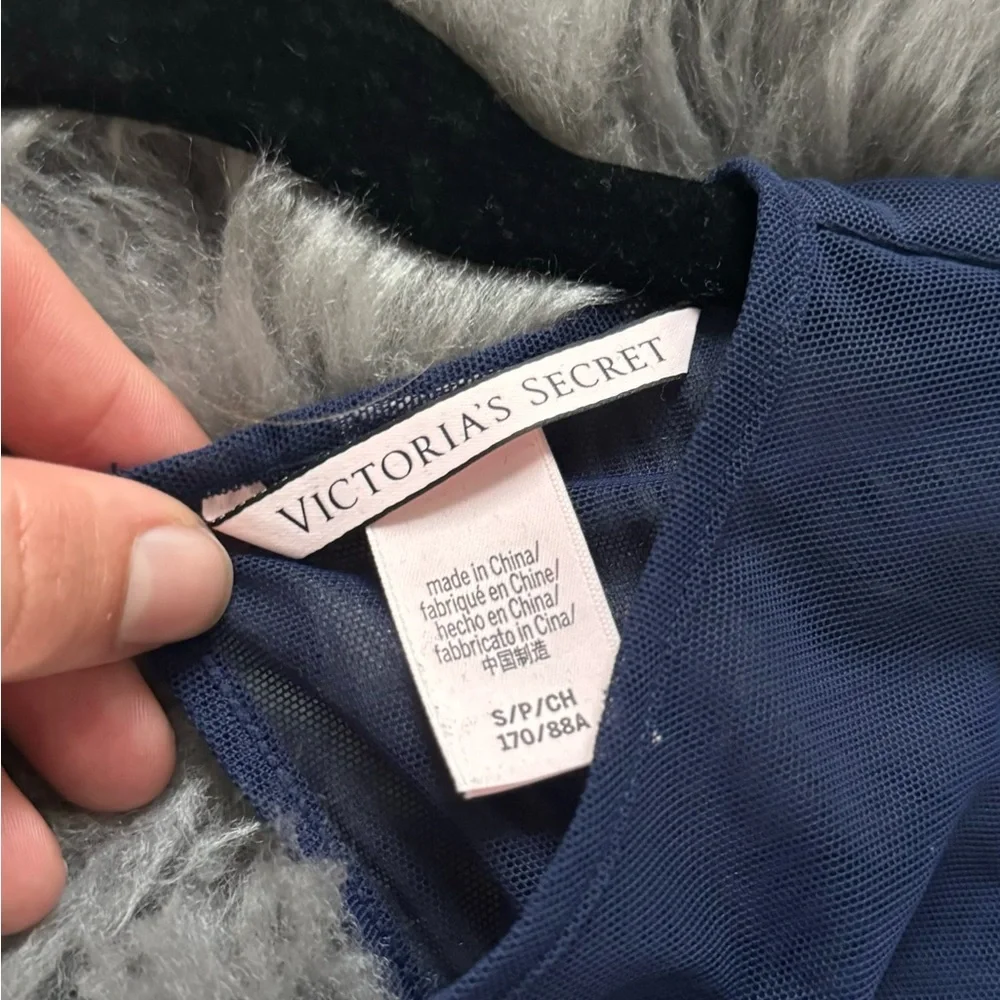 VICTORIA'S SECRET
made in China/
fabriqué en Chine/
hecho en China/
fabbricato in Cina/
中国制造
S/P/CH
170/88A